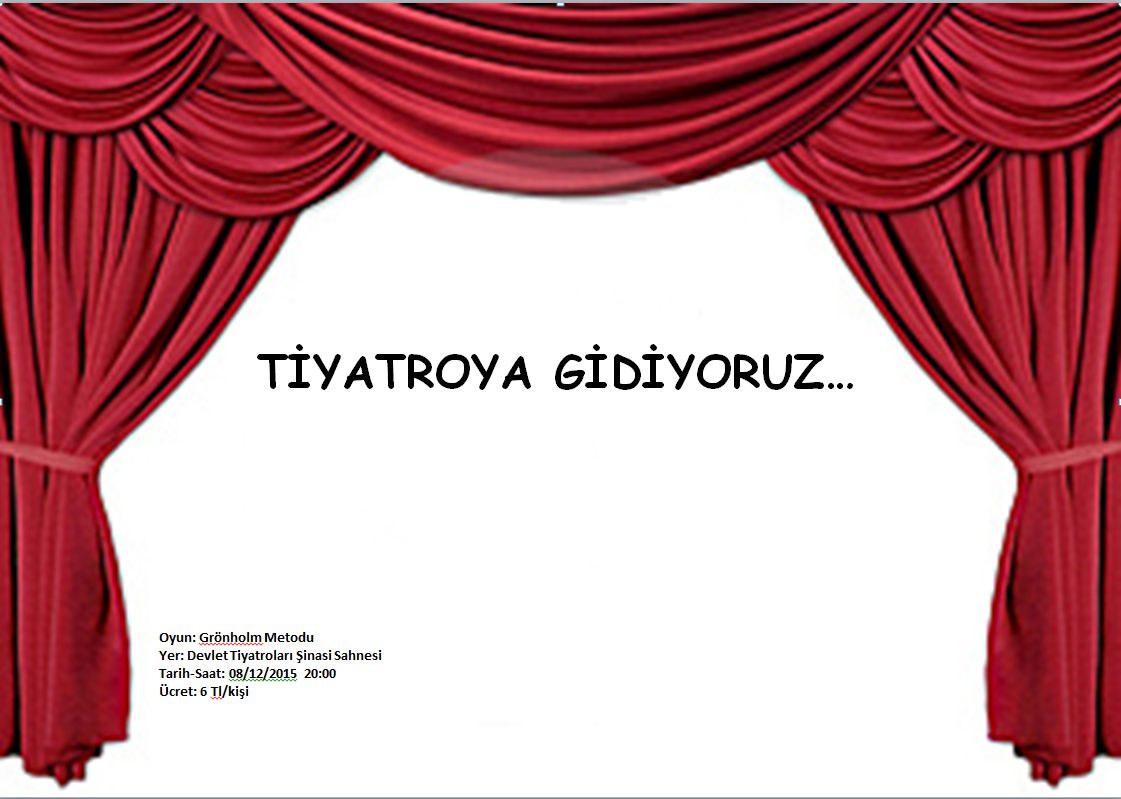 TİYATROYA GİDİYORUZ...
Oyun: Grönholm Metodu
Yer: Devlet Tiyatroları Şinasi Sahnesi
Tarih-Saat: 08/12/2015 20:00
Ücret: 6 Tl/kişi